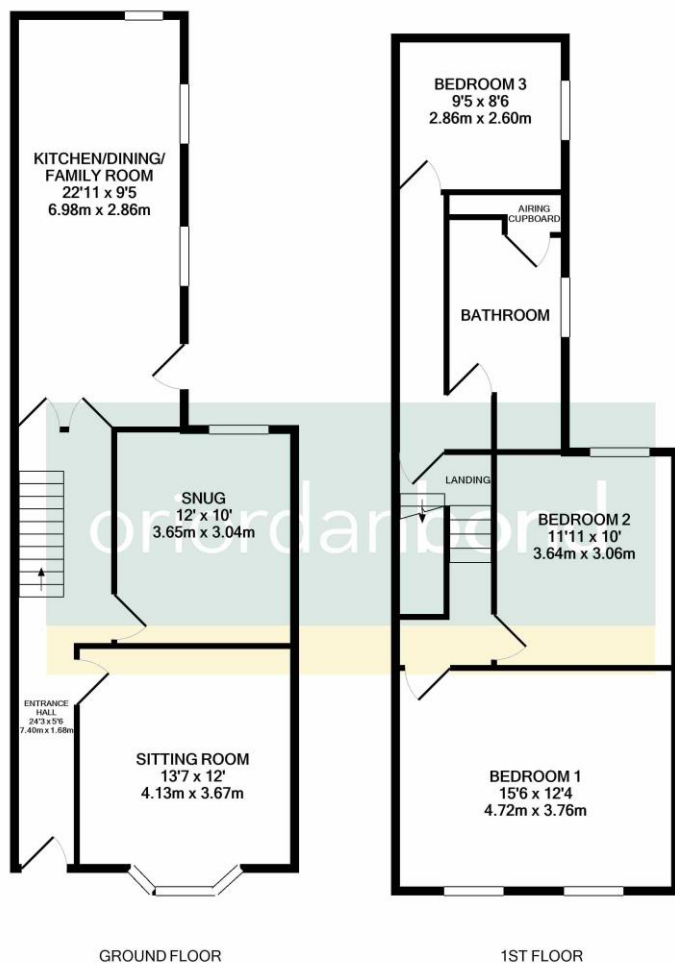 KITCHEN/DINING/
FAMILY ROOM
22'11 x 9'5
6.98m x 2.86m
SNUG
12' x 10'
3.65m x 3.04m
ENTRANCE
HALL
24'3 x 5'6
7.40m x 1.68m
SITTING ROOM
13'7 x 12'
4.13m x 3.67m
GROUND FLOOR
BEDROOM 3
9'5 x 8'6
2.86m x 2.60m
AIRING
CUPBOARD
BATHROOM
LANDING
BEDROOM 2
11'11 x 10'
3.64m x 3.06m
BEDROOM 1
15'6 x 12'4
4.72m x 3.76m
1ST FLOOR
oriordanbond